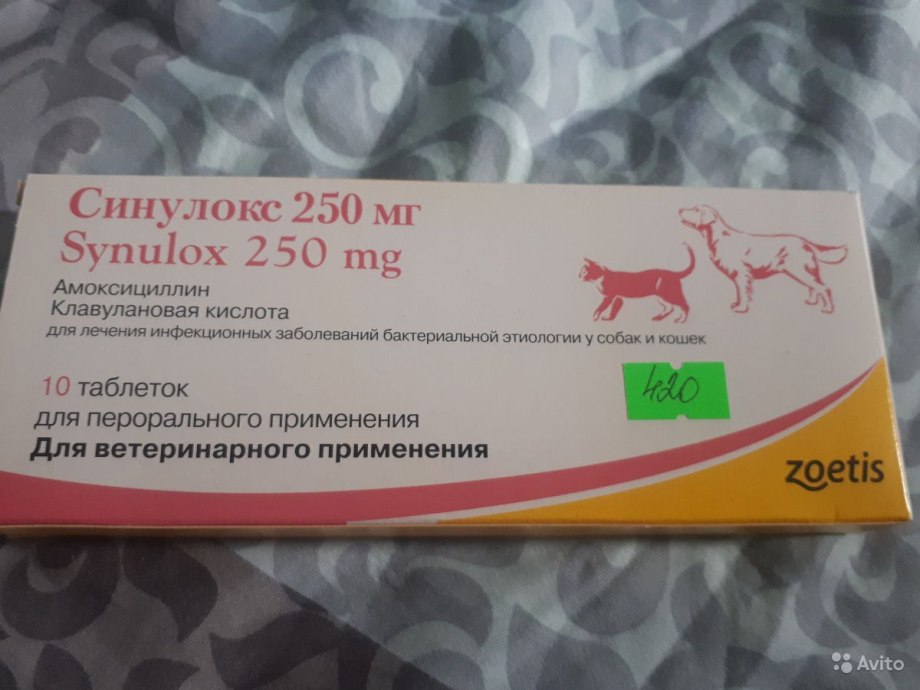 Синулокс 250 мг
Synulox 250 mg
Амоксициллин
Клавулановая кислота
для лечения инфекционных заболеваний бактериальной этиологии у собак и кошек
420
10 таблеток
для перорального применения
Для ветеринарного применения
zoetis
Avito